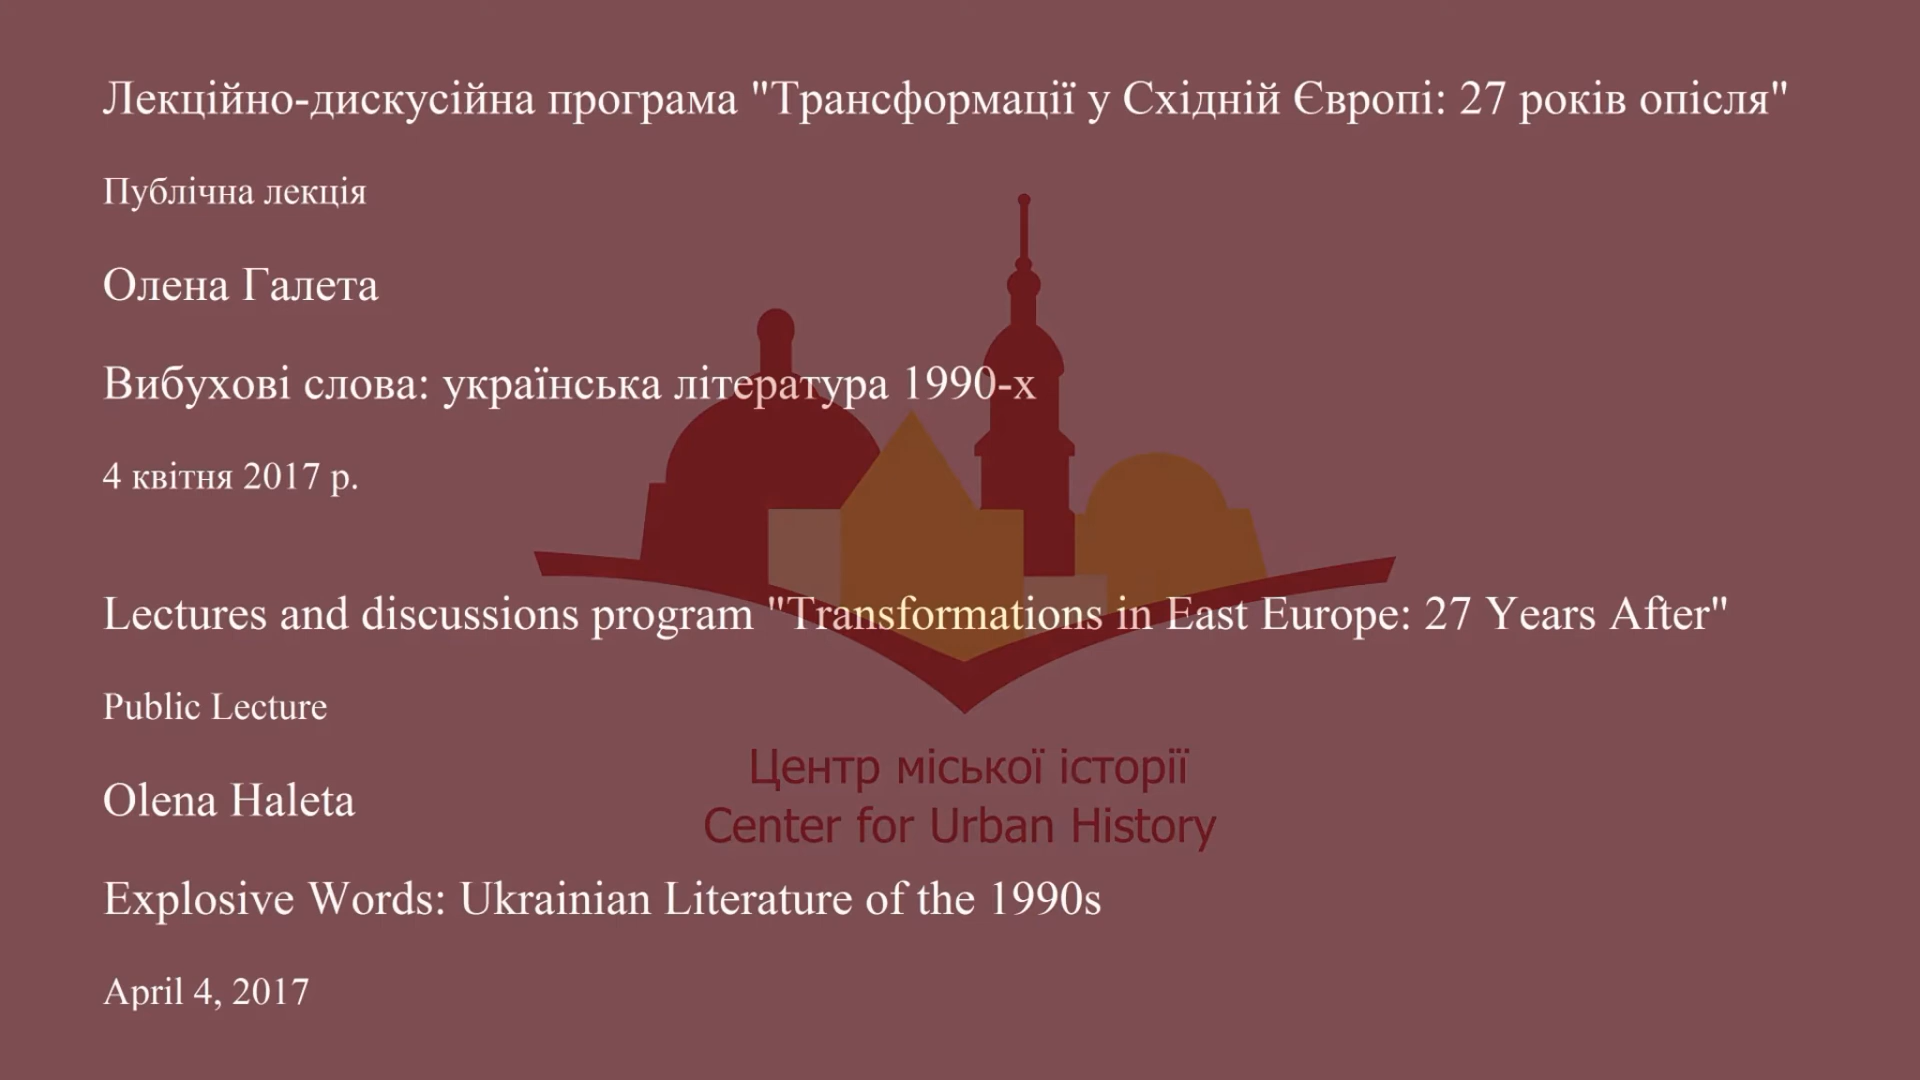 Лекційно-дискусійна програма "Трансформації у Східній Європі: 27 років опісля"
Публічна лекція
Олена Галета
Вибухові слова: українська література 1990-х
4 квітня 2017 р.
Lectures and discussions program "Transformations in East Europe: 27 Years After"
Public Lecture
Центр міської історії
Olena Haleta
Center for Urban History
Explosive Words: Ukrainian Literature of the 1990s
April 4, 2017